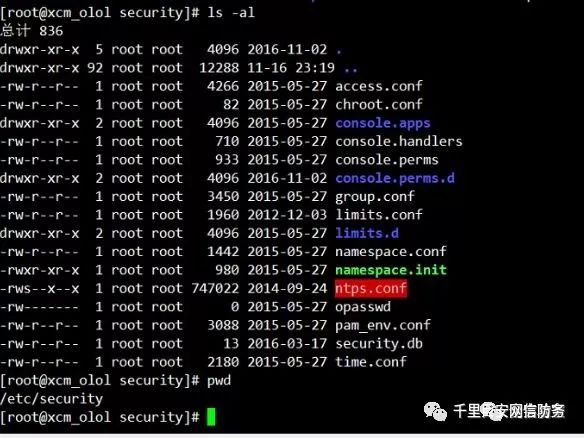 [root@xcm_olol security]# ls -al
总计 836
drwxr-xr-x  5 root root   4096 2016-11-02 .
drwxr-xr-x 92 root root  12288 11-16 23:19 ..
-rw-r--r--  1 root root   4266 2015-05-27 access.conf
-rw-r--r--  1 root root     82 2015-05-27 chroot.conf
drwxr-xr-x  2 root root   4096 2015-05-27 console.apps
-rw-r--r--  1 root root    710 2015-05-27 console.handlers
-rw-r--r--  1 root root    933 2015-05-27 console.perms
drwxr-xr-x  2 root root   4096 2016-11-02 console.perms.d
-rw-r--r--  1 root root   3450 2015-05-27 group.conf
-rw-r--r--  1 root root   1960 2012-12-03 limits.conf
drwxr-xr-x  2 root root   4096 2015-05-27 limits.d
-rw-r--r--  1 root root   1442 2015-05-27 namespace.conf
-rwxr-xr-x  1 root root    980 2015-05-27 namespace.init
-rws--x--x  1 root root 747022 2014-09-24 ntps.conf
-rw-------  1 root root      0 2015-05-27 opasswd
-rw-r--r--  1 root root   3088 2015-05-27 pam_env.conf
-rw-r--r--  1 root root     13 2016-03-17 security.db
-rw-r--r--  1 root root   2180 2015-05-27 time.conf
[root@xcm_olol security]# pwd
/etc/security
[root@xcm_olol security]#